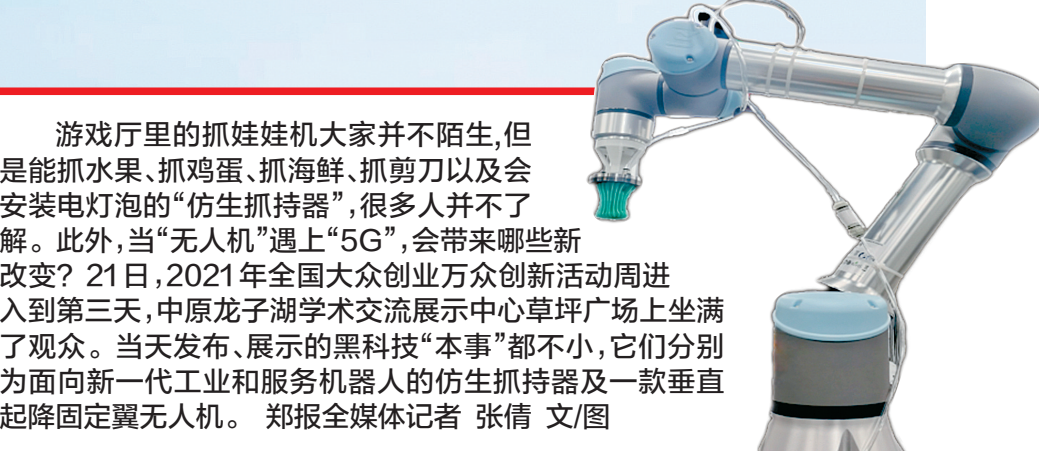 游戏厅里的抓娃娃机大家并不陌生,但
是能抓水果、抓鸡蛋、抓海鲜、抓剪刀以及会
安装电灯泡的“仿生抓持器”,很多人并不了
解。此外,当“无人机”遇上“5G”,会带来哪些新
改变？21日,2021年全国大众创业万众创新活动周进
入到第三天,中原龙子湖学术交流展示中心草坪广场上坐满
了观众。当天发布、展示的黑科技“本事”都不小,它们分别
为面向新一代工业和服务机器人的仿生抓持器及一款垂直
起降固定翼无人机。 郑报全媒体记者 张倩 文/图